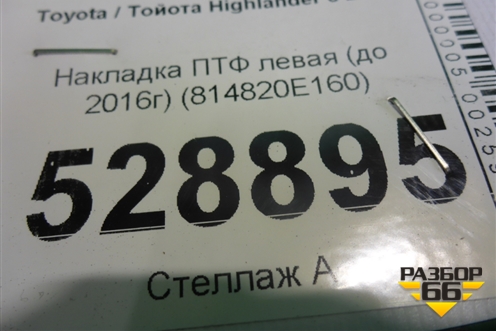 Toyota / Тойота Highlander
Накладка ПТФ левая (до
2016г) (814820E160)
528895
Стеллаж А
РАЗБОР
66